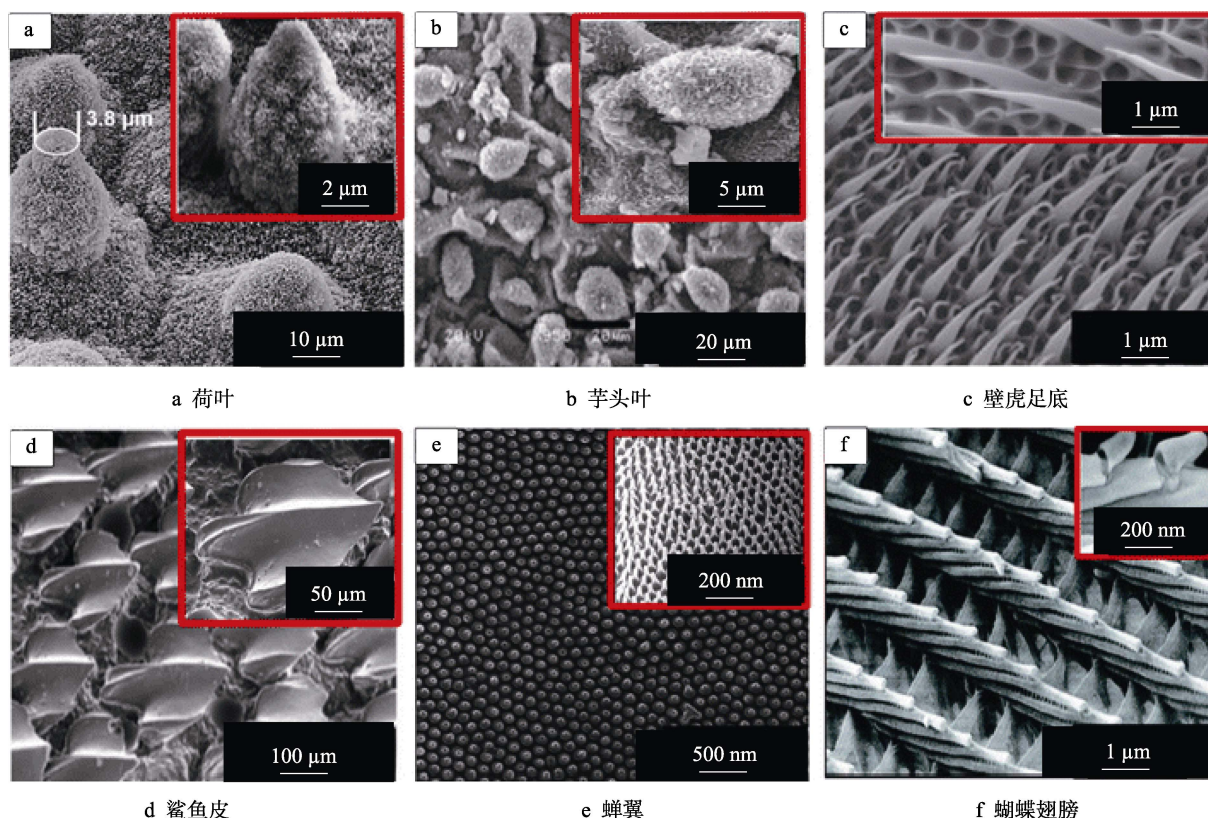 a
3.8 μm
2 μm
10 μm
b
5 μm
20 μm
c
1 μm
1 μm
a 荷叶
b 芋头叶
c 壁虎足底
d
50 μm
100 μm
e
200 nm
500 nm
f
200 nm
1 μm
d 鲨鱼皮
e 蝉翼
f 蝴蝶翅膀